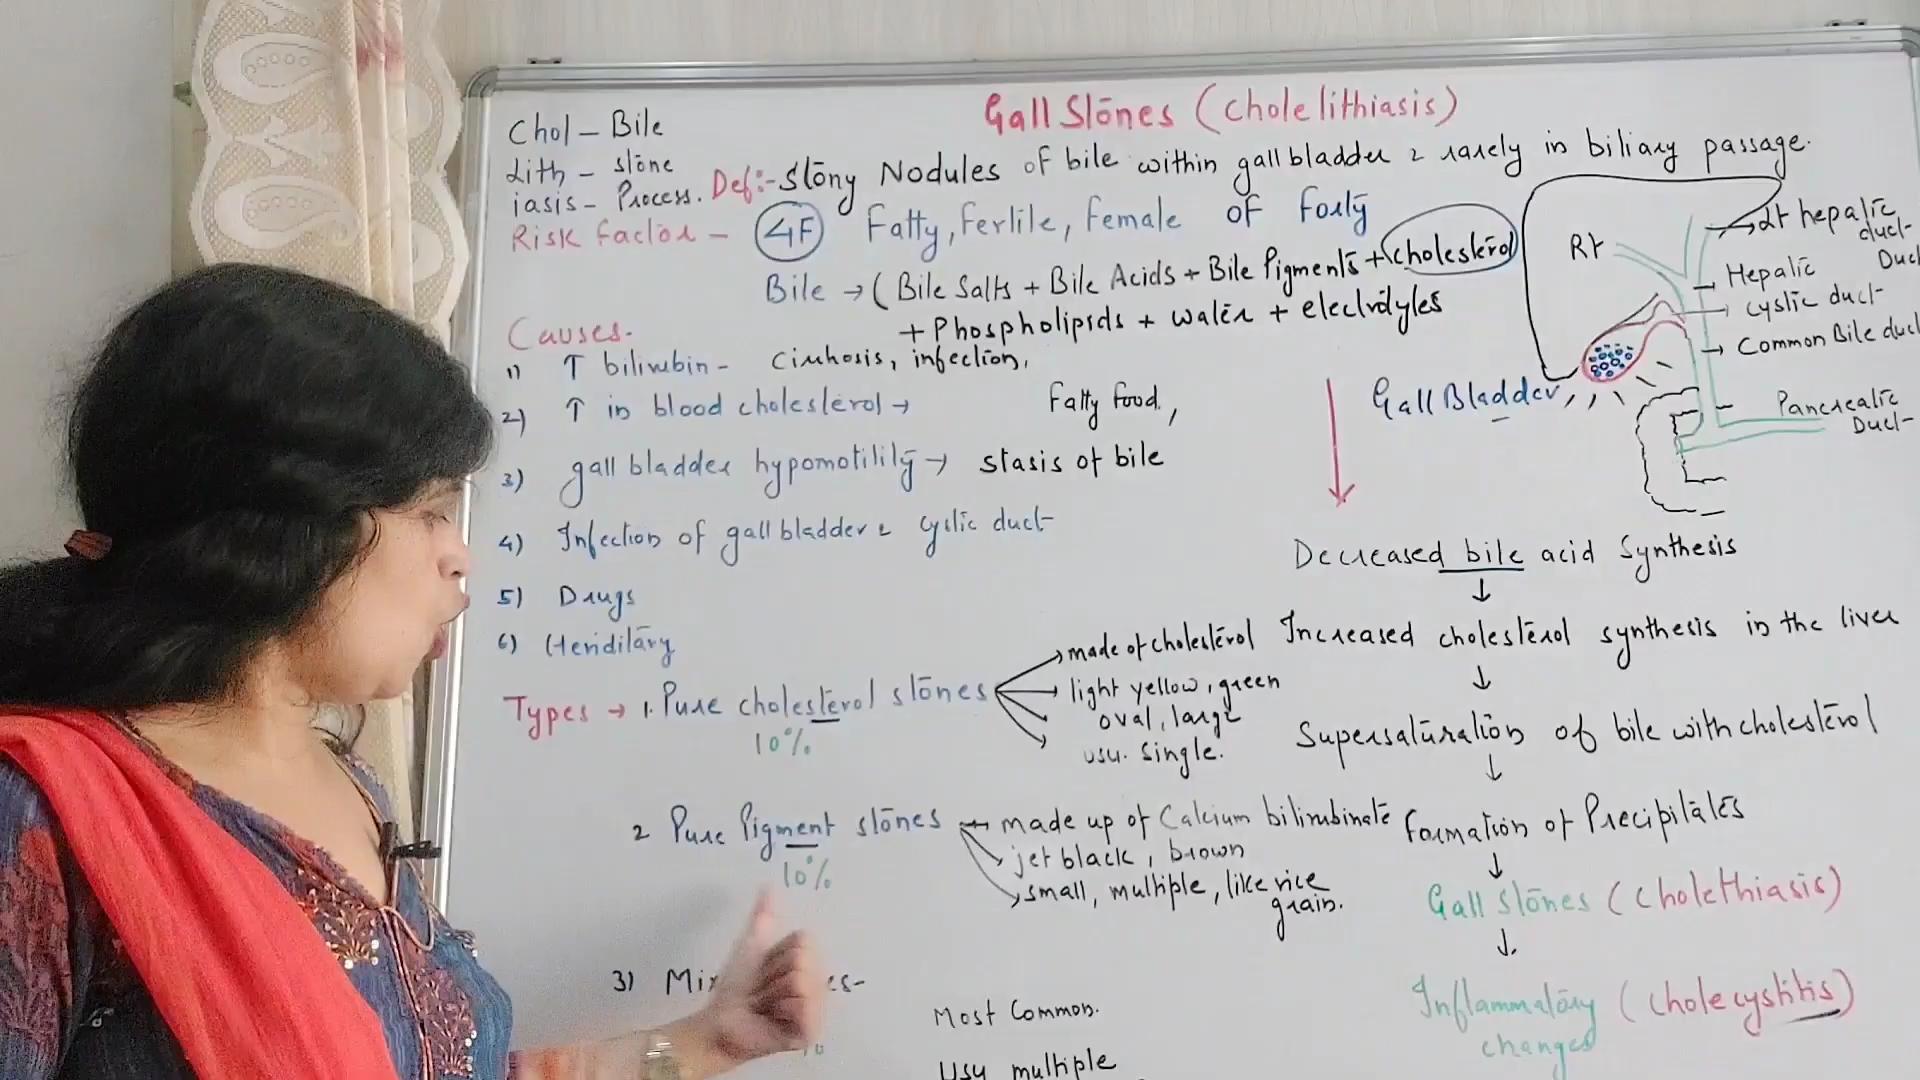 Gall Stones (cholelithiasis)
Chol - Bile
Lith - stone
iasis - Process.
Def:- Stony Nodules of bile within gall bladder & rarely in biliary passage.
Risk factor - 4F Fatty, Fertile, Female of Forty
Bile → (Bile Salts + Bile Acids + Bile Pigments + cholesterol
+ Phospholipids + water + electrolytes
Causes.
1) ↑ bilirubin - Cirrhosis, infection,
2) ↑ in blood cholesterol → Fatty food,
3) gall bladder hypomotility → stasis of bile
4) Infection of gall bladder & cystic duct
5) Drugs
6) Heriditary
Types → 1. Pure cholesterol stones
10%
made of cholesterol
light yellow, green
oval, large
usu. single.
2 Pure Pigment stones
10%
made up of Calcium bilirubinate
jet black, brown
small, multiple, like rice
grain.
3) Mi
es-
Most Common.
Usu multiple
Rt
Lt hepatic
duct
Hepatic
Duct
cystic duct
Common Bile duct
Gall Bladder
Pancreatic
Duct
Decreased bile acid Synthesis
↓
Increased cholesterol synthesis in the liver
↓
Supersaturation of bile with cholesterol
↓
Formation of Precipitates
↓
Gall Stones (Cholethiasis)
↓
Inflammatory (cholecystitis)
changes